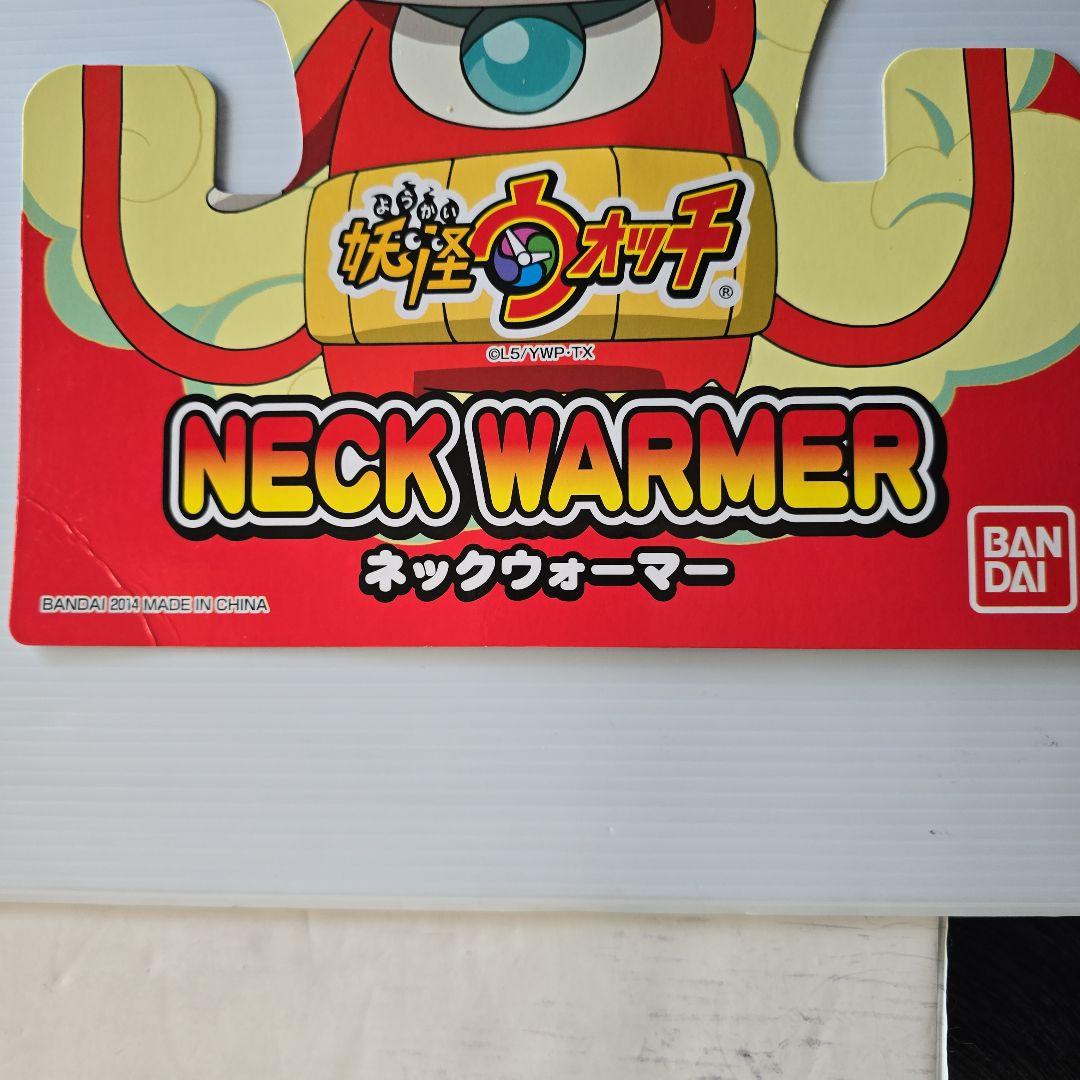 ようかい
妖怪ウォッチ®
©L5/YWP・TX
NECK WARMER
ネックウォーマー
BANDAI 2014 MADE IN CHINA
BAN
DAI